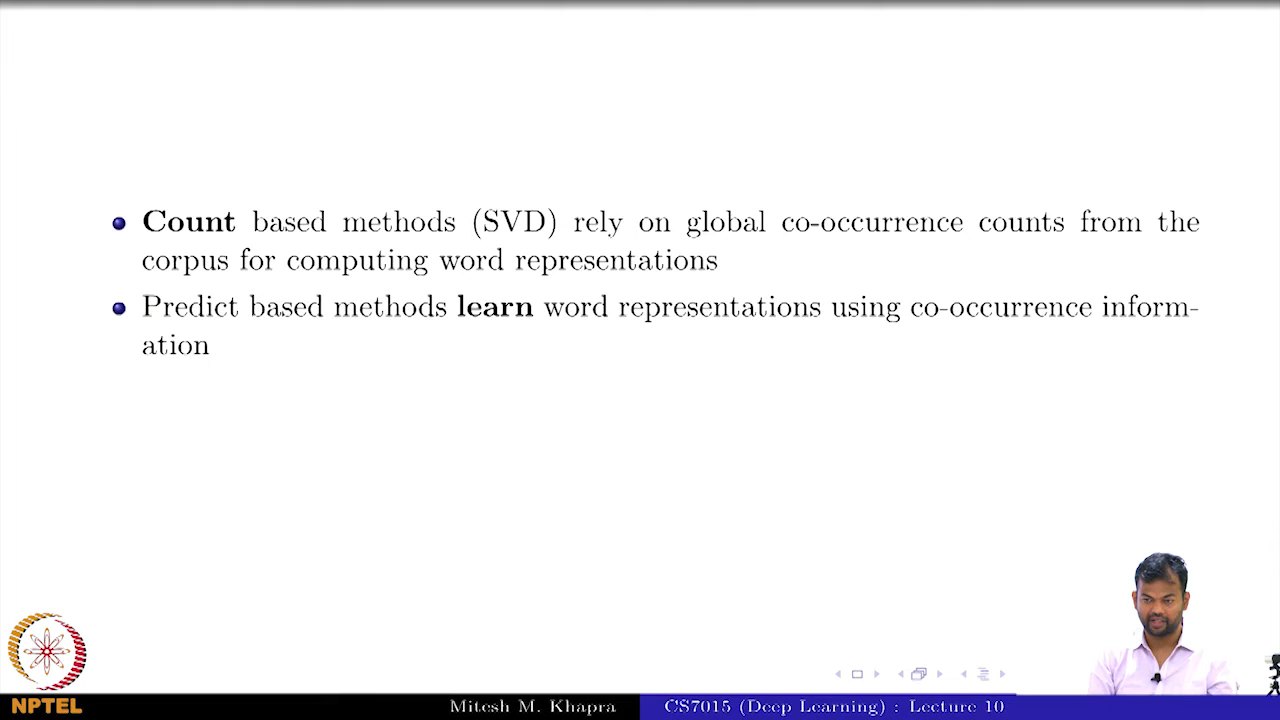 Count based methods (SVD) rely on global co-occurrence counts from the
corpus for computing word representations
Predict based methods learn word representations using co-occurrence inform-
ation
NPTEL
Mitesh M. Khapra
CS7015 (Deep Learning) : Lecture 10